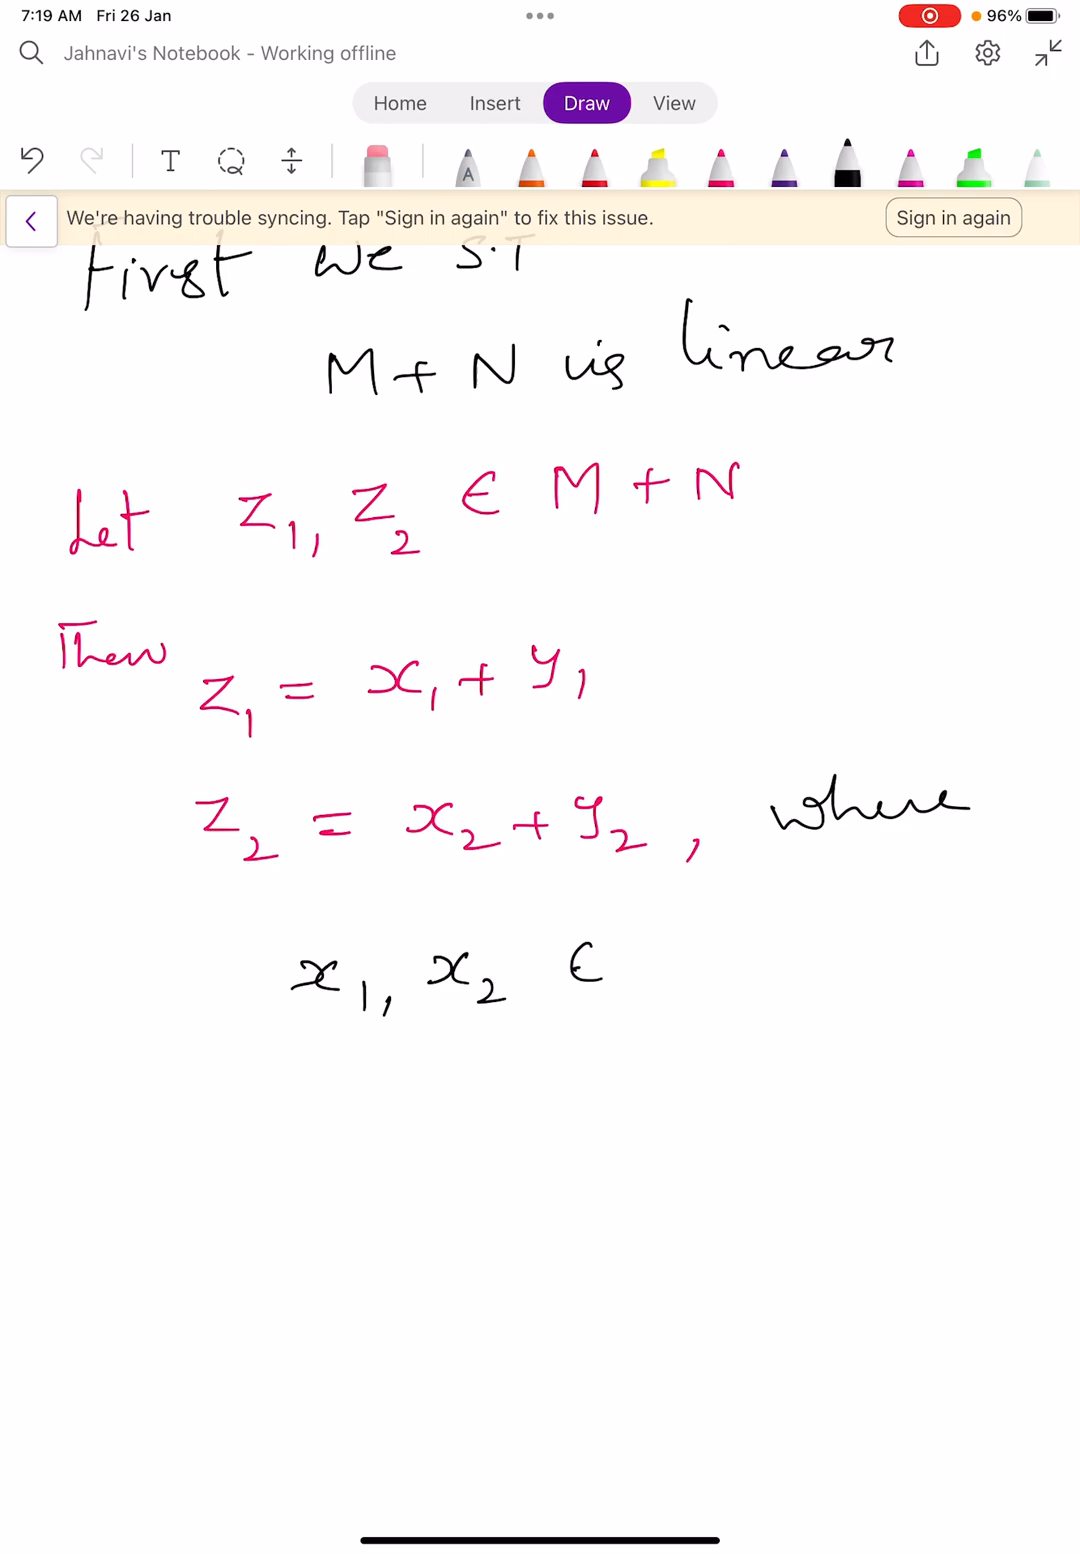 7:19 AM Fri 26 Jan
96%
Jahnavi's Notebook - Working offline
Home Insert Draw View
T A
We're having trouble syncing. Tap "Sign in again" to fix this issue. Sign in again
First we S.T
M + N is linear
Let z₁, z₂ ∈ M + N
Then
z₁ = x₁ + y₁
z₂ = x₂ + y₂ , where
x₁, x₂ ∈